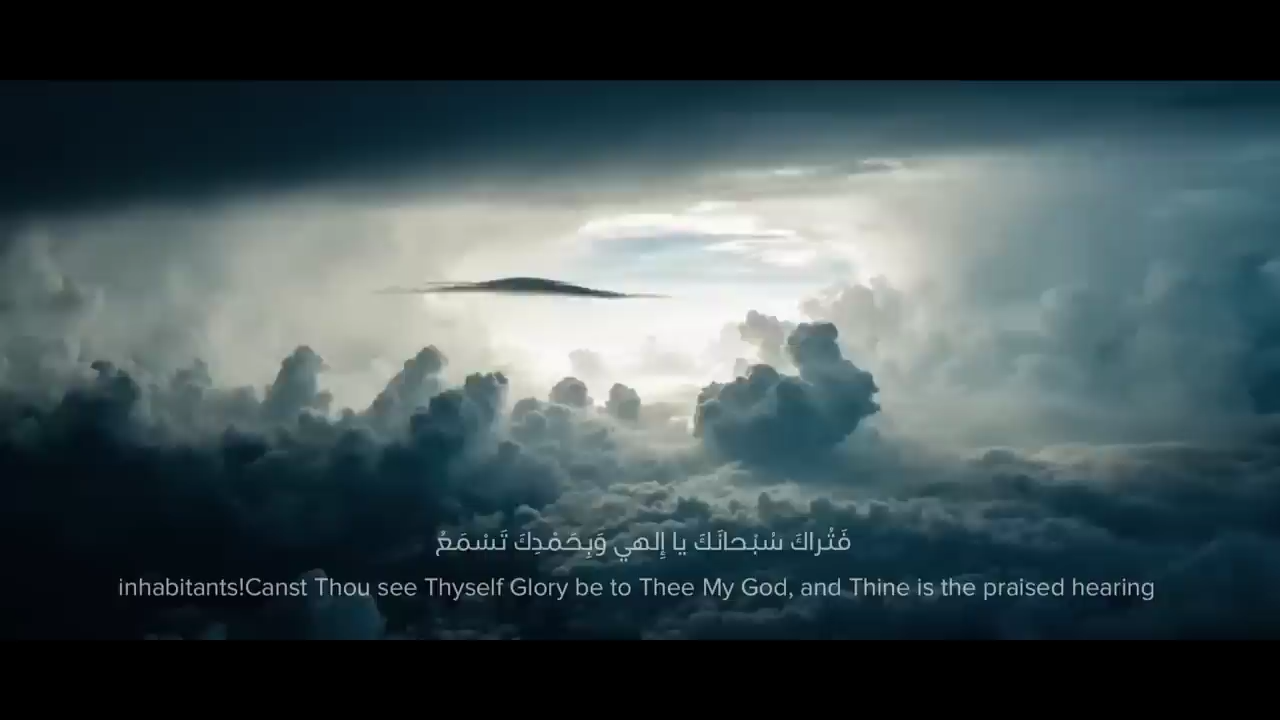 فَتُراكَ سُبْحانَكَ يا إِلهي وَبِحَمْدِكَ تَسْمَعُ
inhabitants!Canst Thou see Thyself Glory be to Thee My God, and Thine is the praised hearing